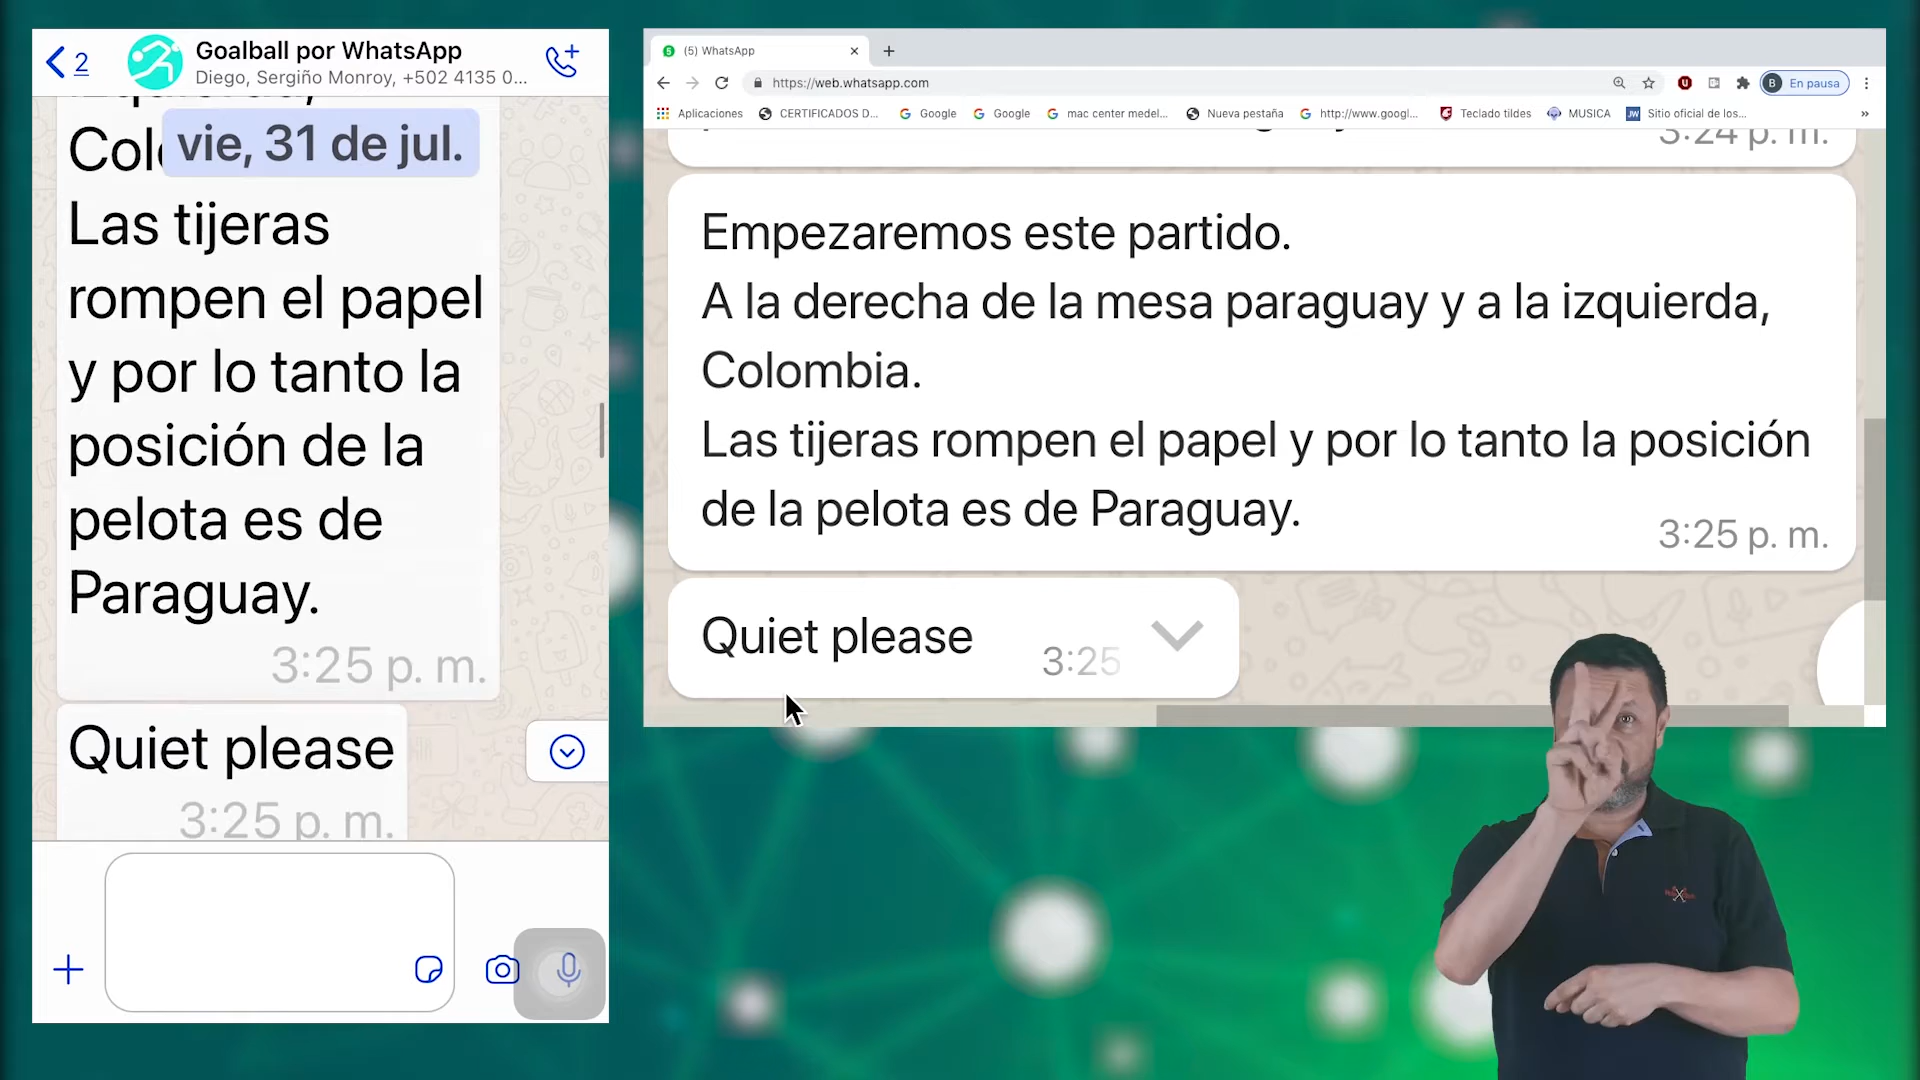 2
Goalball por WhatsApp
Diego, Sergiño Monroy, +502 4135 0...
vie, 31 de jul.
Las tijeras
rompen el papel
y por lo tanto la
posición de la
pelota es de
Paraguay.
3:25 p. m.
Quiet please
3:25 p. m.
(5) WhatsApp
https://web.whatsapp.com
B En pausa
Aplicaciones CERTIFICADOS D... Google Google mac center medel... Nueva pestaña http://www.googl... Teclado tildes MUSICA JW Sitio oficial de los... »
3:24 p. m.
Empezaremos este partido.
A la derecha de la mesa paraguay y a la izquierda,
Colombia.
Las tijeras rompen el papel y por lo tanto la posición
de la pelota es de Paraguay.
3:25 p. m.
Quiet please
3:25